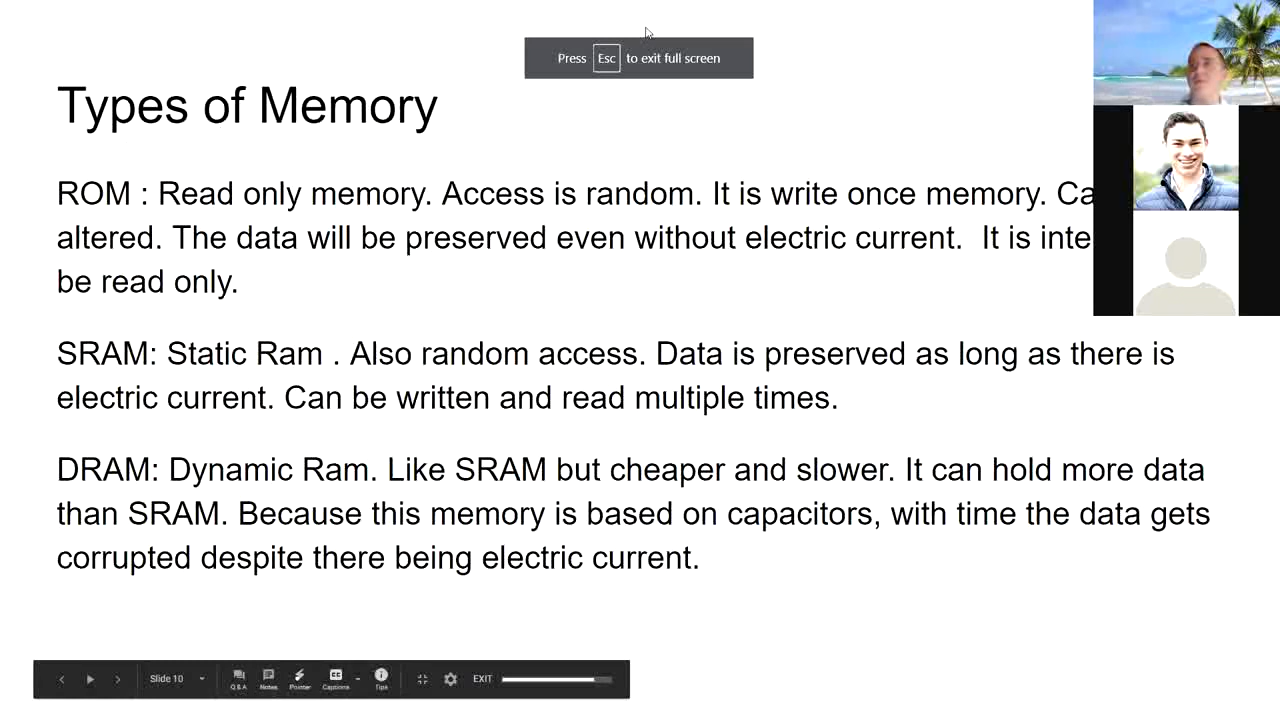 Press Esc to exit full screen
Types of Memory
ROM : Read only memory. Access is random. It is write once memory.
altered. The data will be preserved even without electric current.  It is
be read only.
SRAM: Static Ram . Also random access. Data is preserved as long as there is
electric current. Can be written and read multiple times.
DRAM: Dynamic Ram. Like SRAM but cheaper and slower. It can hold more data
than SRAM. Because this memory is based on capacitors, with time the data gets
corrupted despite there being electric current.
Slide 10 Q&A Notes Pointer Captions Tips EXIT